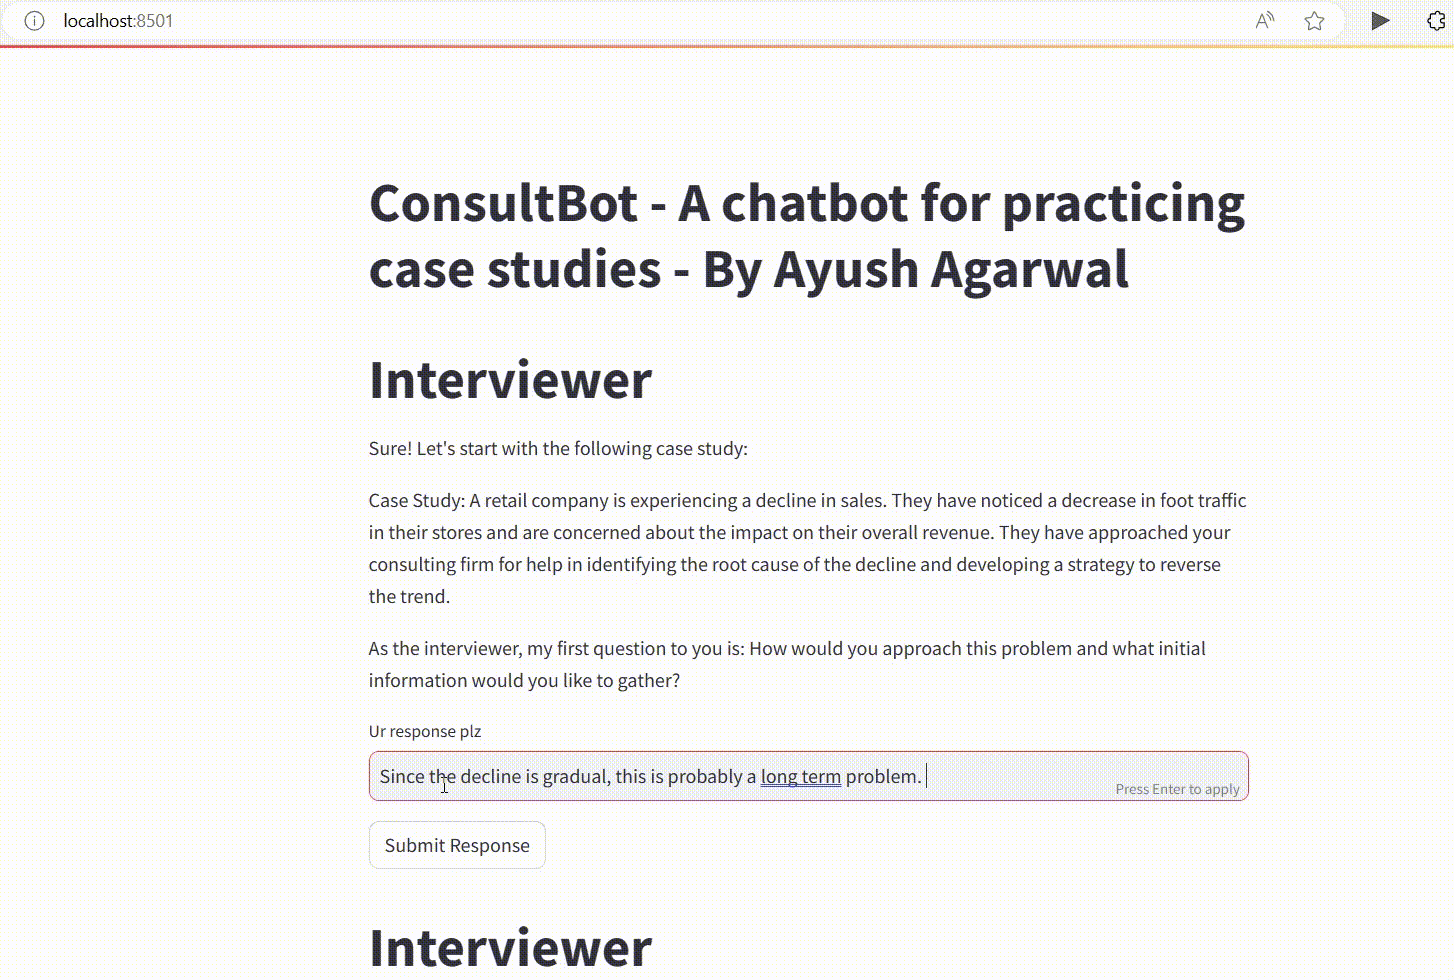 localhost:8501
ConsultBot - A chatbot for practicing
case studies - By Ayush Agarwal
Interviewer
Sure! Let's start with the following case study:
Case Study: A retail company is experiencing a decline in sales. They have noticed a decrease in foot traffic
in their stores and are concerned about the impact on their overall revenue. They have approached your
consulting firm for help in identifying the root cause of the decline and developing a strategy to reverse
the trend.
As the interviewer, my first question to you is: How would you approach this problem and what initial
information would you like to gather?
Ur response plz
Since the decline is gradual, this is probably a long term problem.
Press Enter to apply
Submit Response
Interviewer